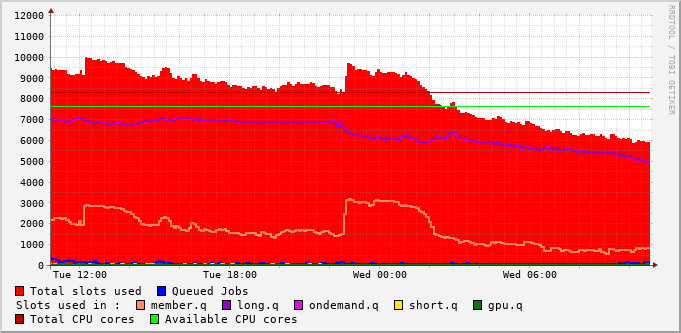 RRDTOOL / TOBI OETIKER
12000
11000
10000
9000
8000
7000
6000
5000
4000
3000
2000
1000
0
Tue 12:00 Tue 18:00 Wed 00:00 Wed 06:00
Total slots used Queued Jobs
Slots used in : member.q long.q ondemand.q short.q gpu.q
Total CPU cores Available CPU cores